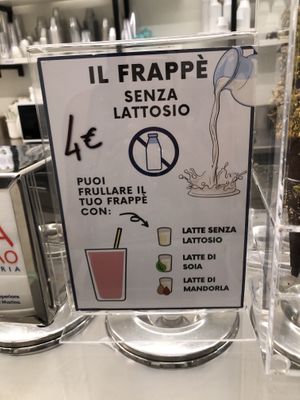 IL FRAPPÈ
SENZA
LATTOSIO
4€
PUOI
FRULLARE IL
TUO FRAPPÈ
CON:
LATTE SENZA
LATTOSIO
LATTE DI
SOIA
LATTE DI
MANDORLA